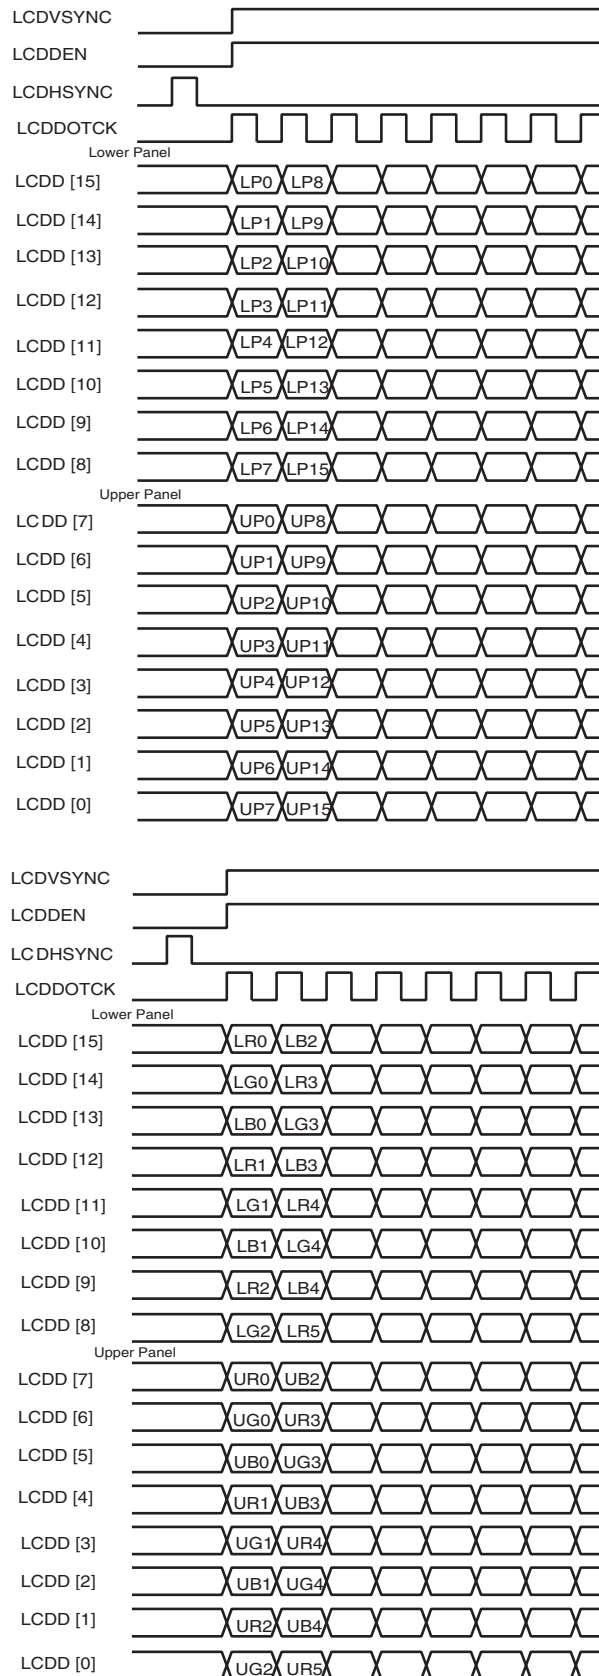 LCDVSYNC
LCDDEN
LCDHSYNC
LCDDOTCK
Lower Panel
LCDD [15] LP0 LP8
LCDD [14] LP1 LP9
LCDD [13] LP2 LP10
LCDD [12] LP3 LP11
LCDD [11] LP4 LP12
LCDD [10] LP5 LP13
LCDD [9] LP6 LP14
LCDD [8] LP7 LP15
Upper Panel
LCDD [7] UP0 UP8
LCDD [6] UP1 UP9
LCDD [5] UP2 UP10
LCDD [4] UP3 UP11
LCDD [3] UP4 UP12
LCDD [2] UP5 UP13
LCDD [1] UP6 UP14
LCDD [0] UP7 UP15
LCDVSYNC
LCDDEN
LCDHSYNC
LCDDOTCK
Lower Panel
LCDD [15] LR0 LB2
LCDD [14] LG0 LR3
LCDD [13] LB0 LG3
LCDD [12] LR1 LB3
LCDD [11] LG1 LR4
LCDD [10] LB1 LG4
LCDD [9] LR2 LB4
LCDD [8] LG2 LR5
Upper Panel
LCDD [7] UR0 UB2
LCDD [6] UG0 UR3
LCDD [5] UB0 UG3
LCDD [4] UR1 UB3
LCDD [3] UG1 UR4
LCDD [2] UB1 UG4
LCDD [1] UR2 UB4
LCDD [0] UG2 UR5